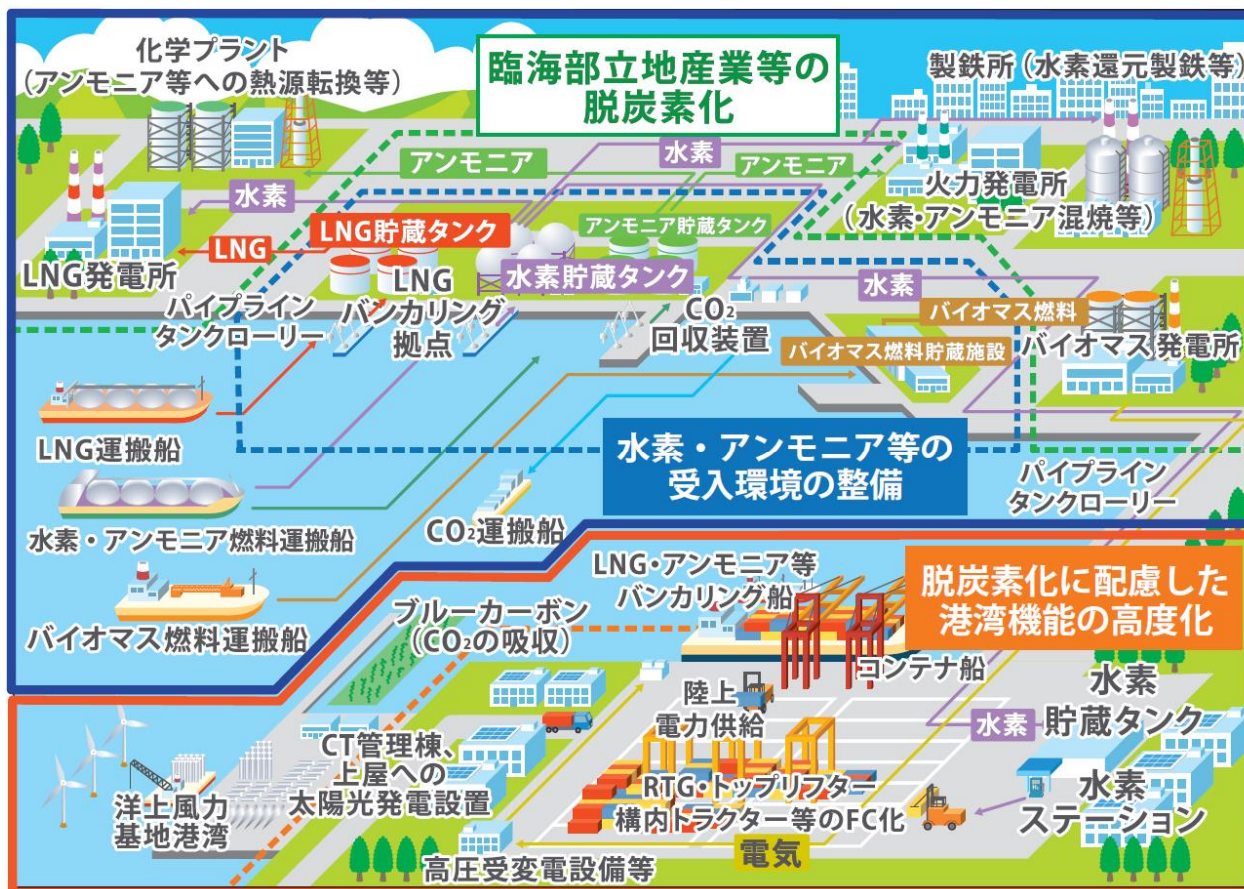 化学プラント
(アンモニア等への熱源転換等)
臨海部立地産業等の
脱炭素化
製鉄所(水素還元製鉄等)
アンモニア
水素
アンモニア
水素
火力発電所
(水素・アンモニア混焼等)
LNG
LNG貯蔵タンク
アンモニア貯蔵タンク
水素貯蔵タンク
LNG発電所
パイプライン
タンクローリー
LNG
バンカリング
拠点
CO₂
回収装置
水素
バイオマス燃料
バイオマス燃料貯蔵施設
バイオマス発電所
LNG運搬船
水素・アンモニア等の
受入環境の整備
パイプライン
タンクローリー
水素・アンモニア燃料運搬船
CO₂運搬船
バイオマス燃料運搬船
LNG・アンモニア等
バンカリング船
脱炭素化に配慮した
港湾機能の高度化
ブルーカーボン
(CO₂の吸収)
コンテナ船
陸上
電力供給
水素
水素
貯蔵タンク
CT管理棟、
上屋への
太陽光発電設置
洋上風力
基地港湾
RTG・トップリフター
構内トラクター等のFC化
水素
ステーション
電気
高圧受変電設備等